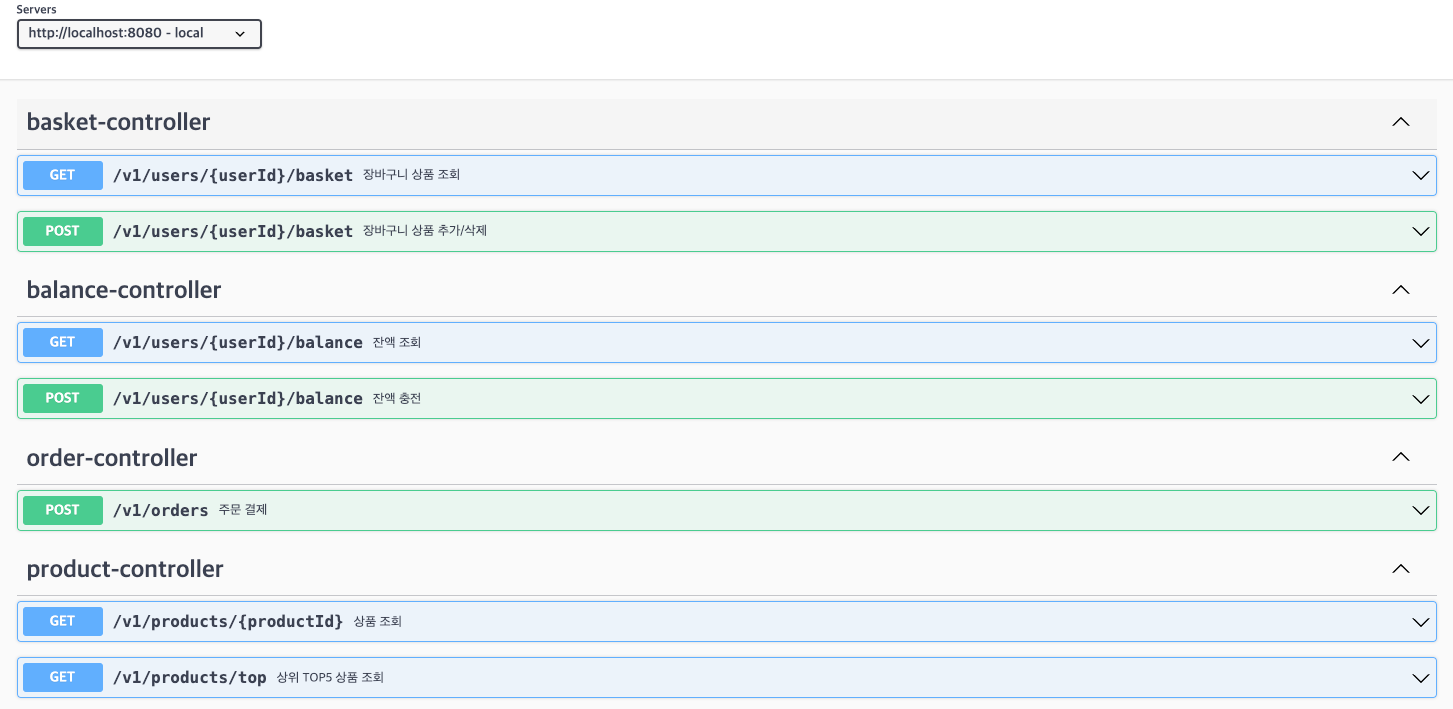 Servers
http://localhost:8080 - local
basket-controller
GET /v1/users/{userId}/basket 장바구니 상품 조회
POST /v1/users/{userId}/basket 장바구니 상품 추가/삭제
balance-controller
GET /v1/users/{userId}/balance 잔액 조회
POST /v1/users/{userId}/balance 잔액 충전
order-controller
POST /v1/orders 주문 결제
product-controller
GET /v1/products/{productId} 상품 조회
GET /v1/products/top 상위 TOP5 상품 조회